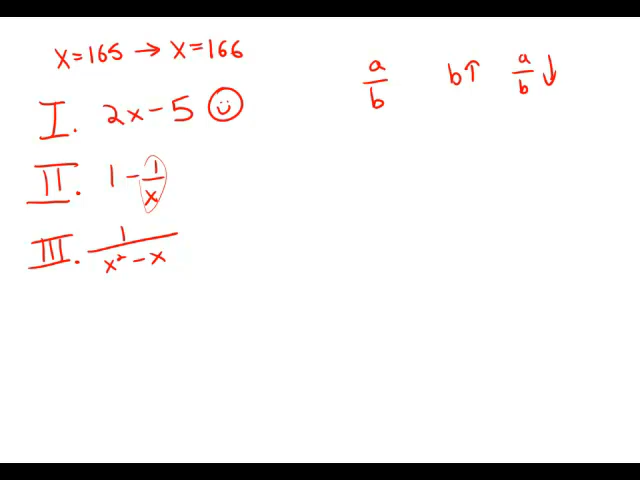 x=165 → x=166
I. 2x-5 ☺
II. 1 - 1/x
III. 1/(x² - x)
a/b b↑ a/b ↓